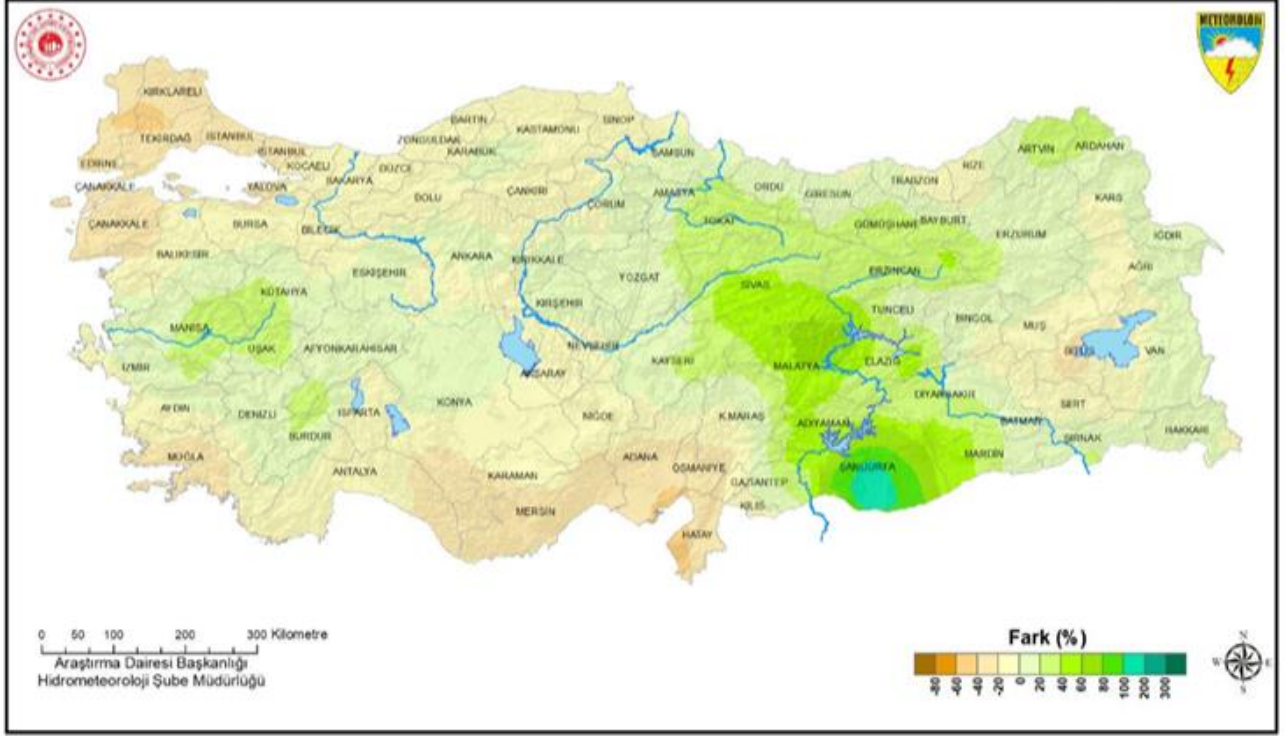 METEOROLOJİ
KIRKLARELİ
TEKİRDAĞ
İSTANBUL
EDİRNE
İSTANBUL
KOCAELİ
YALOVA
SAKARYA
DÜZCE
ZONGULDAK
BARTIN
KARABÜK
KASTAMONU
SİNOP
SAMSUN
ÇANAKKALE
ÇANAKKALE
BURSA
BİLECİK
BOLU
ÇANKIRI
ÇORUM
AMASYA
TOKAT
ORDU
GİRESUN
TRABZON
RİZE
ARTVİN
ARDAHAN
KARS
IĞDIR
AĞRI
ERZURUM
BAYBURT
GÜMÜŞHANE
ERZİNCAN
BALIKESİR
ESKİŞEHİR
ANKARA
KIRIKKALE
YOZGAT
SİVAS
TUNCELİ
BİNGÖL
MUŞ
BİTLİS
VAN
KÜTAHYA
MANİSA
UŞAK
AFYONKARAHİSAR
KIRŞEHİR
NEVŞEHİR
KAYSERİ
MALATYA
ELAZIĞ
İZMİR
AKSARAY
DİYARBAKIR
SİİRT
AYDIN
DENİZLİ
ISPARTA
KONYA
NİĞDE
K.MARAŞ
ADIYAMAN
BATMAN
ŞIRNAK
HAKKARİ
BURDUR
MUĞLA
ANTALYA
KARAMAN
ADANA
OSMANİYE
GAZİANTEP
ŞANLIURFA
MARDİN
MERSİN
KİLİS
HATAY
0 50 100 200 300 Kilometre
Araştırma Dairesi Başkanlığı
Hidrometeoroloji Şube Müdürlüğü
Fark (%)
-80 -60 -40 -20 0 20 40 60 80 100 200 300
N
W E
S